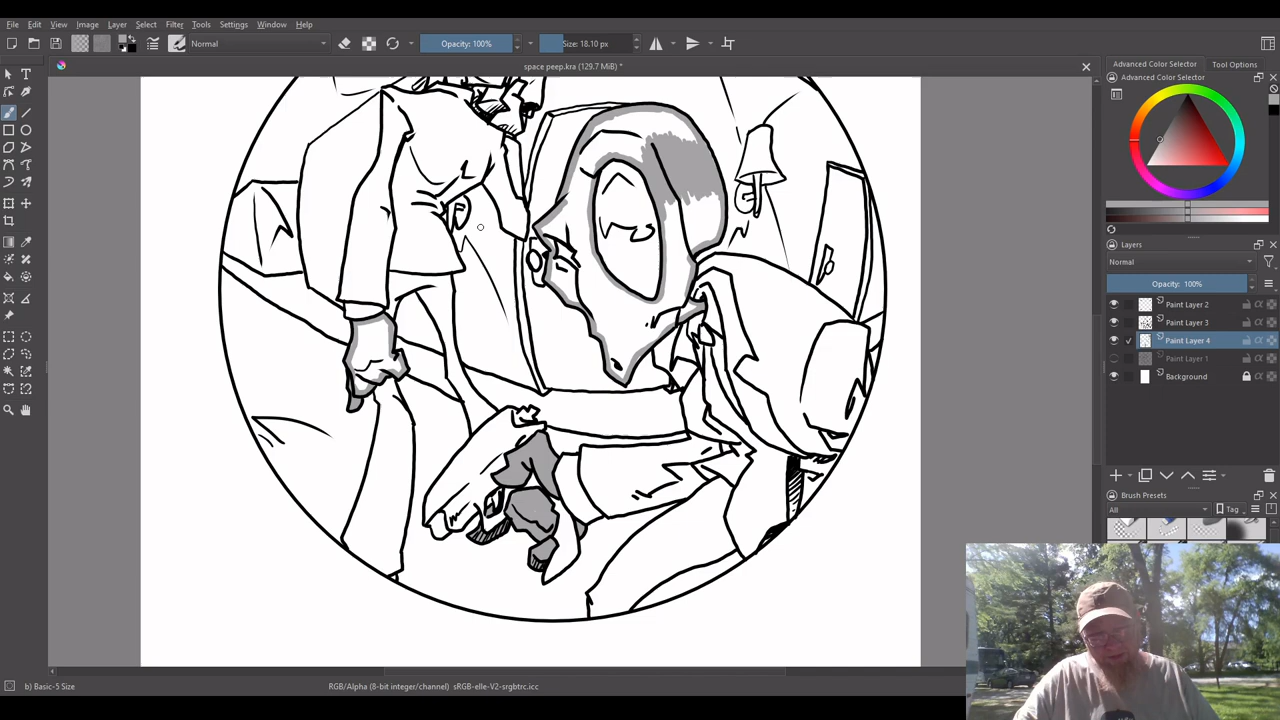 File Edit View Image Layer Select Filter Tools Settings Window Help
Normal Opacity: 100% Size: 18.10 px
space peep.kra (129.7 MiB) *
Advanced Color Selector Tool Options
Advanced Color Selector
Layers
Normal
Opacity: 100%
Paint Layer 2
Paint Layer 3
Paint Layer 4
Paint Layer 1
Background
Brush Presets
All Tag
b) Basic-5 Size RGB/Alpha (8-bit integer/channel) sRGB-elle-V2-srgbtrc.icc